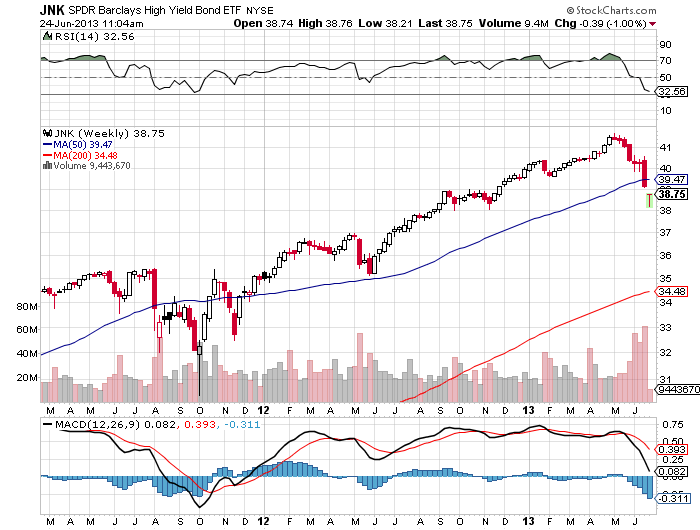 JNK SPDR Barclays High Yield Bond ETF NYSE © StockCharts.com
24-Jun-2013 11:04am Open 38.74 High 38.76 Low 38.21 Last 38.75 Volume 9.4M Chg -0.39 (-1.00%)
RSI(14) 32.56
90
70
50
32.56
10
JNK (Weekly) 38.75
MA(50) 39.47
MA(200) 34.48
Volume 9,443,670
41
40
39.47
38.75
38
37
36
35
34.48
34
33
32
31
80M
60M
40M
20M
9443670
M A M J J A S O N D 12 F M A M J J A S O N D 13 F M A M J
MACD(12,26,9) 0.082, 0.393, -0.311
0.75
0.50
0.393
0.25
0.082
-0.311
M A M J J A S O N D 12 F M A M J J A S O N D 13 F M A M J